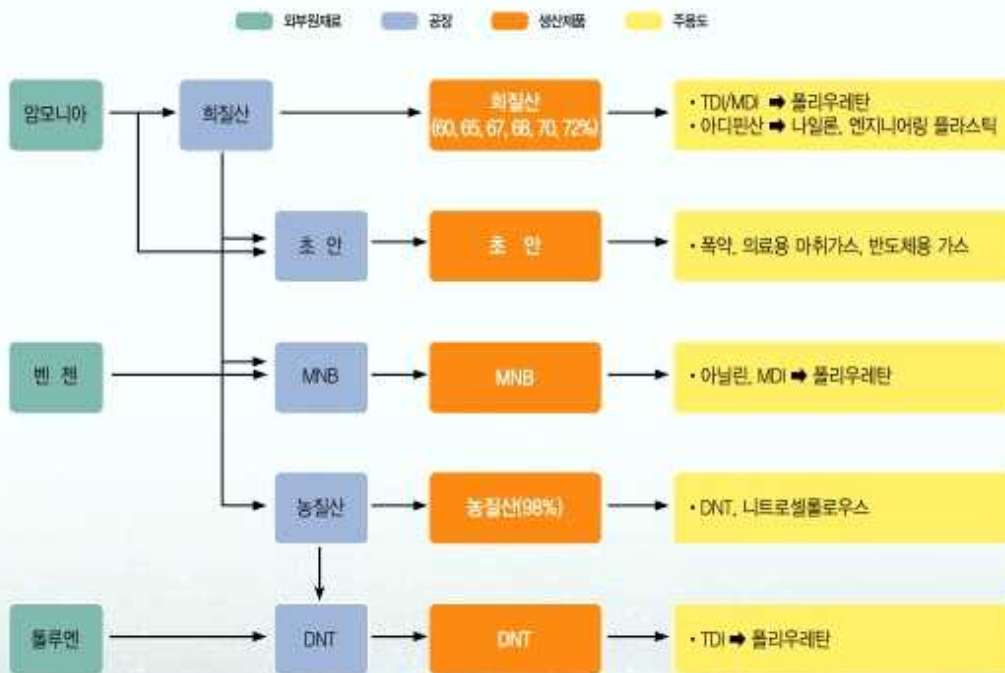 외부원재료 공장 생산제품 주용도
암모니아
희질산
희질산
(60, 65, 67, 68, 70, 72%)
• TDI/MDI ➡ 폴리우레탄
• 아디핀산 ➡ 나일론, 엔지니어링 플라스틱
초 안
초 안
• 폭약, 의료용 마취가스, 반도체용 가스
벤 젠
MNB
MNB
• 아닐린, MDI ➡ 폴리우레탄
농질산
농질산(98%)
• DNT, 니트로셀룰로우스
톨루엔
DNT
DNT
• TDI ➡ 폴리우레탄